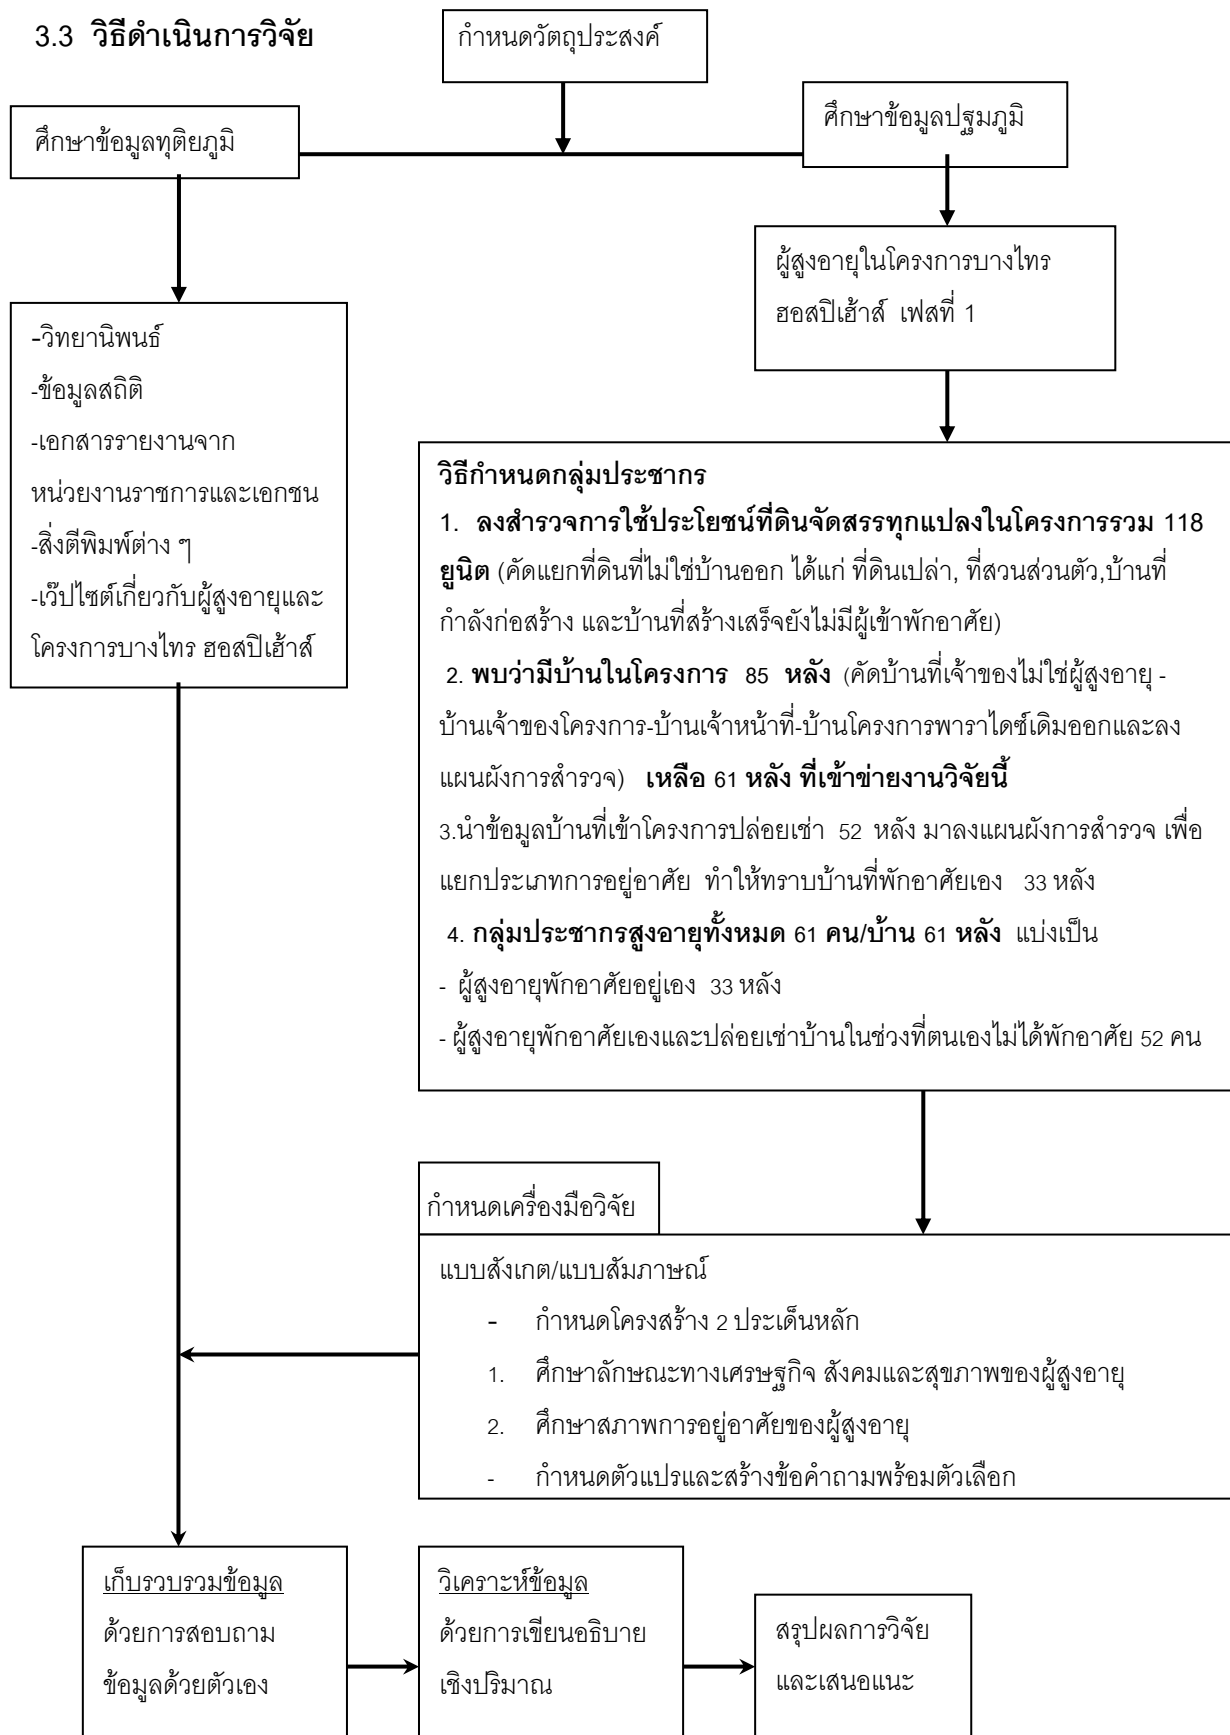 3.3 วิธีดำเนินการวิจัย
กำหนดวัตถุประสงค์
ศึกษาข้อมูลทุติยภูมิ
ศึกษาข้อมูลปฐมภูมิ
ผู้สูงอายุในโครงการบางไทร
ฮอสปิเฮ้าส์ เฟสที่ 1
-วิทยานิพนธ์
-ข้อมูลสถิติ
-เอกสารรายงานจาก
หน่วยงานราชการและเอกชน
-สิ่งตีพิมพ์ต่าง ๆ
-เว๊ปไซต์เกี่ยวกับผู้สูงอายุและ
โครงการบางไทร ฮอสปิเฮ้าส์
วิธีกำหนดกลุ่มประชากร
1. ลงสำรวจการใช้ประโยชน์ที่ดินจัดสรรทุกแปลงในโครงการรวม 118
ยูนิต (คัดแยกที่ดินที่ไม่ใช่บ้านออก ได้แก่ ที่ดินเปล่า, ที่สวนส่วนตัว,บ้านที่
กำลังก่อสร้าง และบ้านที่สร้างเสร็จยังไม่มีผู้เข้าพักอาศัย)
2. พบว่ามีบ้านในโครงการ 85 หลัง (คัดบ้านที่เจ้าของไม่ใช่ผู้สูงอายุ -
บ้านเจ้าของโครงการ-บ้านเจ้าหน้าที่-บ้านโครงการพาราไดซ์เดิมออกและลง
แผนผังการสำรวจ) เหลือ 61 หลัง ที่เข้าข่ายงานวิจัยนี้
3.นำข้อมูลบ้านที่เข้าโครงการปล่อยเช่า 52 หลัง มาลงแผนผังการสำรวจ เพื่อ
แยกประเภทการอยู่อาศัย ทำให้ทราบบ้านที่พักอาศัยเอง 33 หลัง
4. กลุ่มประชากรสูงอายุทั้งหมด 61 คน/บ้าน 61 หลัง แบ่งเป็น
- ผู้สูงอายุพักอาศัยอยู่เอง 33 หลัง
- ผู้สูงอายุพักอาศัยเองและปล่อยเช่าบ้านในช่วงที่ตนเองไม่ได้พักอาศัย 52 คน
กำหนดเครื่องมือวิจัย
แบบสังเกต/แบบสัมภาษณ์
- กำหนดโครงสร้าง 2 ประเด็นหลัก
1. ศึกษาลักษณะทางเศรษฐกิจ สังคมและสุขภาพของผู้สูงอายุ
2. ศึกษาสภาพการอยู่อาศัยของผู้สูงอายุ
- กำหนดตัวแปรและสร้างข้อคำถามพร้อมตัวเลือก
เก็บรวบรวมข้อมูล
ด้วยการสอบถาม
ข้อมูลด้วยตัวเอง
วิเคราะห์ข้อมูล
ด้วยการเขียนอธิบาย
เชิงปริมาณ
สรุปผลการวิจัย
และเสนอแนะ